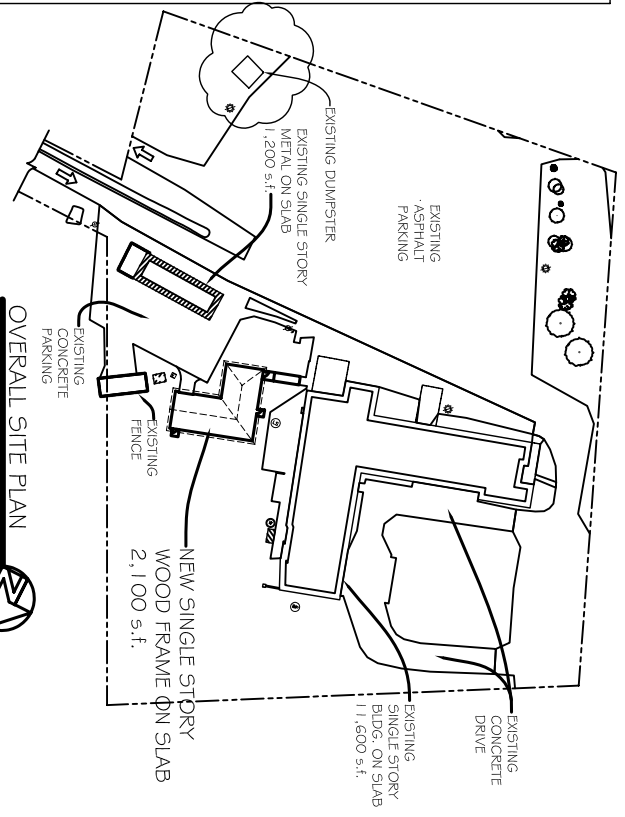 EXISTING DUMPSTER
EXISTING SINGLE STORY
METAL ON SLAB
1,200 s.f.
EXISTING
ASPHALT
PARKING
EXISTING
CONCRETE
PARKING
EXISTING
FENCE
NEW SINGLE STORY
WOOD FRAME ON SLAB
2,100 s.f.
EXISTING
SINGLE STORY
BLDG. ON SLAB
11,600 s.f.
EXISTING
CONCRETE
DRIVE
OVERALL SITE PLAN
N